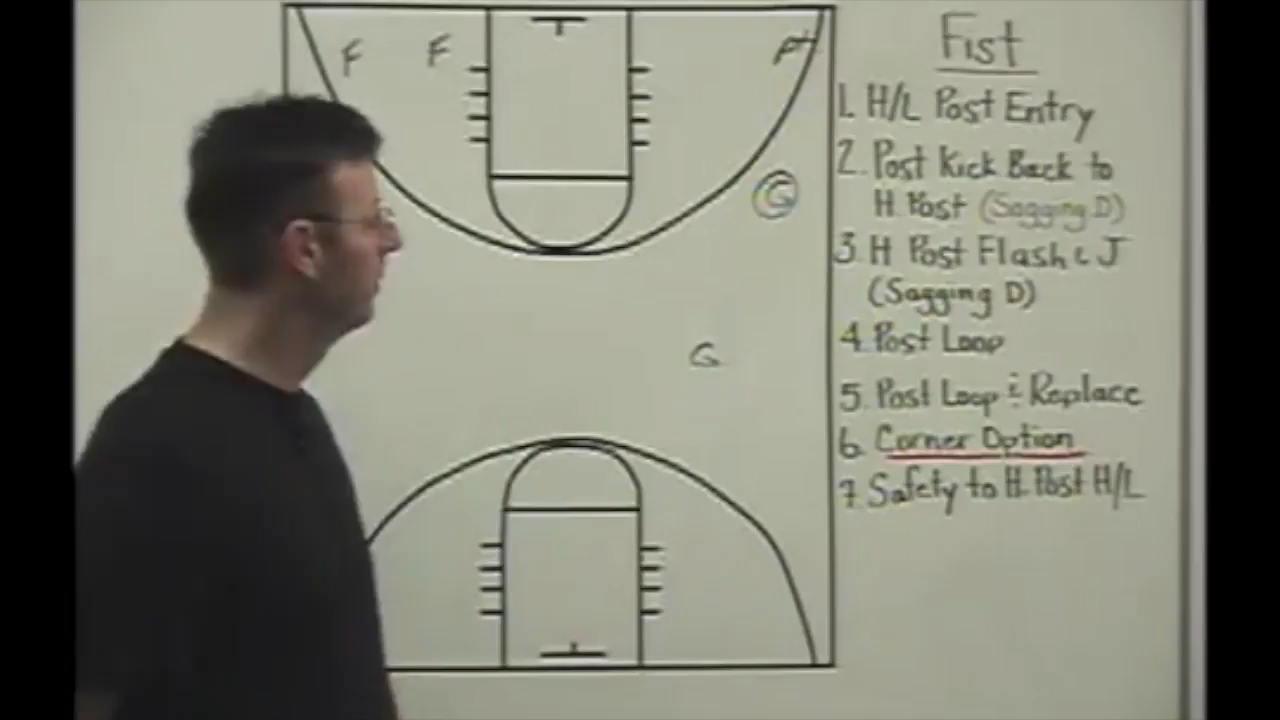 Fist
1. H/L Post Entry
2. Post Kick Back to
H. Post (Sagging D)
3. H Post Flash & J
(Sagging D)
4. Post Loop
5. Post Loop & Replace
6. Corner Option
7. Safety to H. Post H/L
F F
G
G